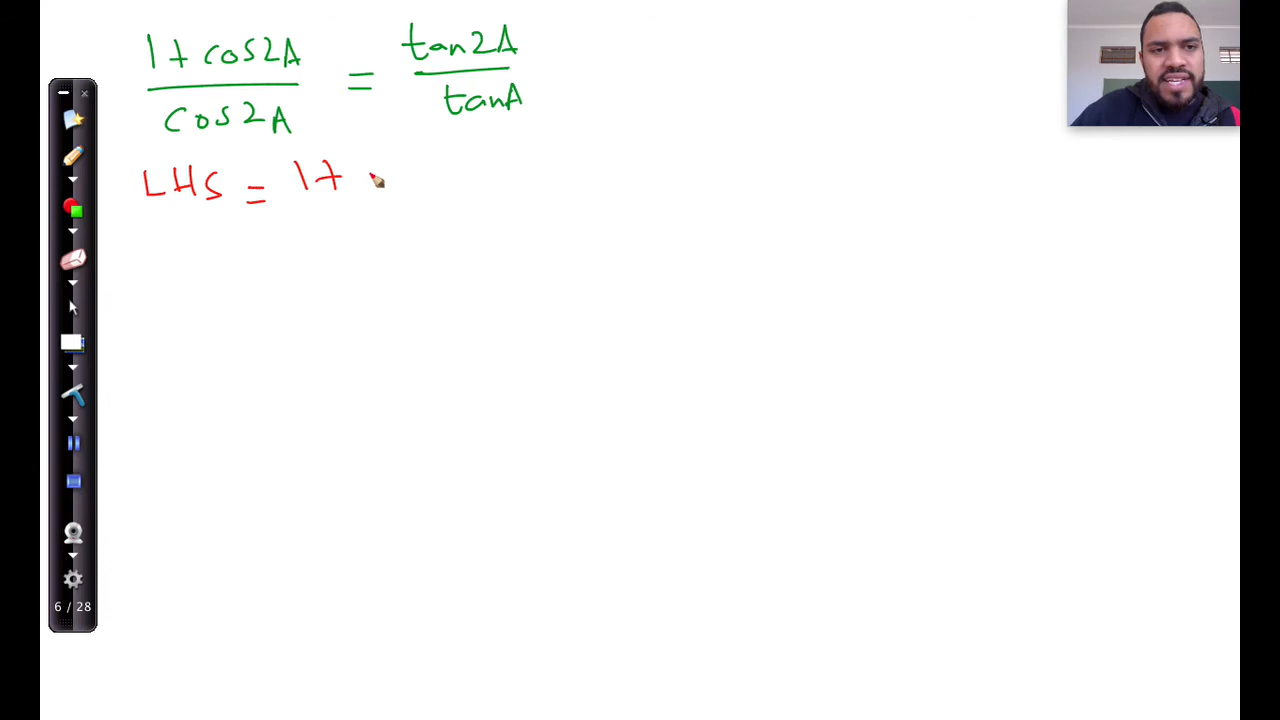 1 + cos2A / cos2A = tan2A / tanA
LHS = 1 +
6 / 28